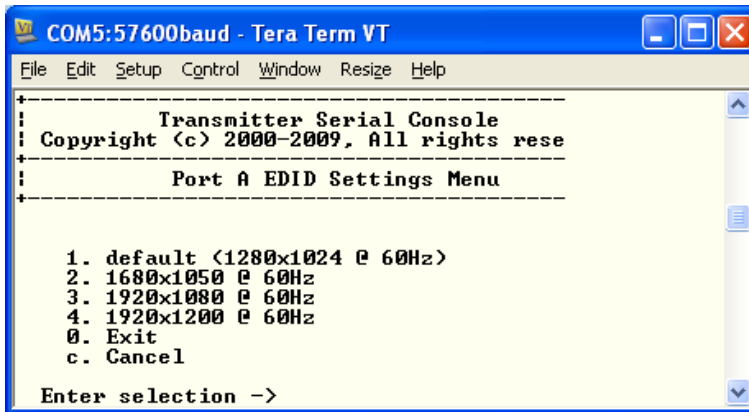 COM5:57600baud - Tera Term VT
File Edit Setup Control Window Resize Help
Transmitter Serial Console
Copyright (c) 2000-2009, All rights rese
Port A EDID Settings Menu
1. default (1280x1024 @ 60Hz)
2. 1680x1050 @ 60Hz
3. 1920x1080 @ 60Hz
4. 1920x1200 @ 60Hz
0. Exit
c. Cancel
Enter selection ->